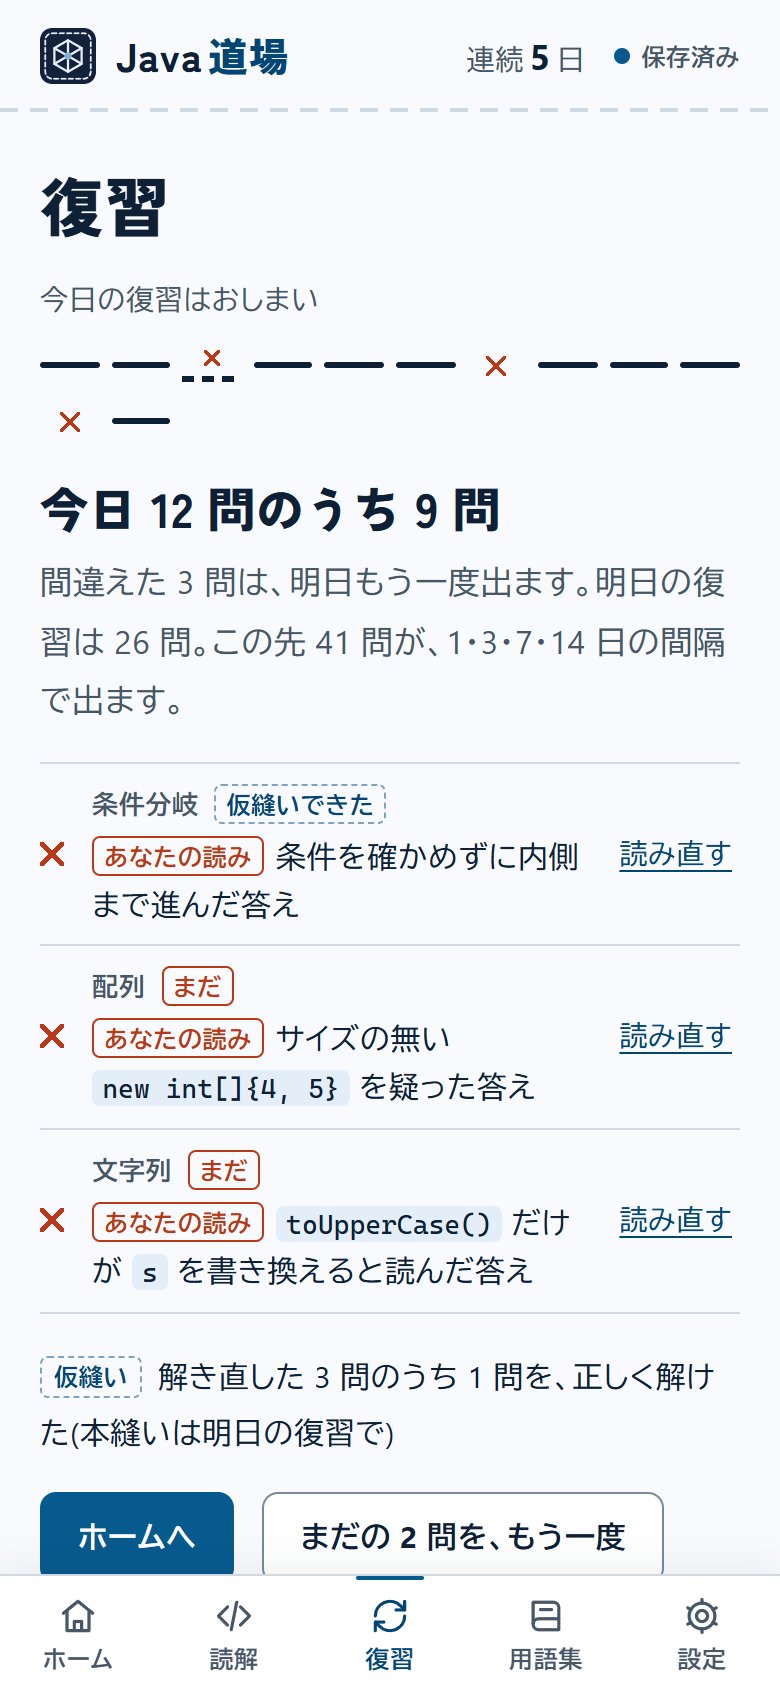 Java道場
連続 5 日
保存済み
復習
今日の復習はおしまい
今日 12 問のうち 9 問
間違えた 3 問は、明日もう一度出ます。明日の復
習は 26 問。この先 41 問が、1・3・7・14 日の間隔
で出ます。
条件分岐 仮縫いできた
あなたの読み 条件を確かめずに内側
まで進んだ答え
読み直す
配列 まだ
あなたの読み サイズの無い
new int[]{4, 5} を疑った答え
読み直す
文字列 まだ
あなたの読み toUpperCase() だけ
が s を書き換えると読んだ答え
読み直す
仮縫い 解き直した 3 問のうち 1 問を、正しく解け
た(本縫いは明日の復習で)
ホームへ
まだの 2 問を、もう一度
ホーム
読解
復習
用語集
設定